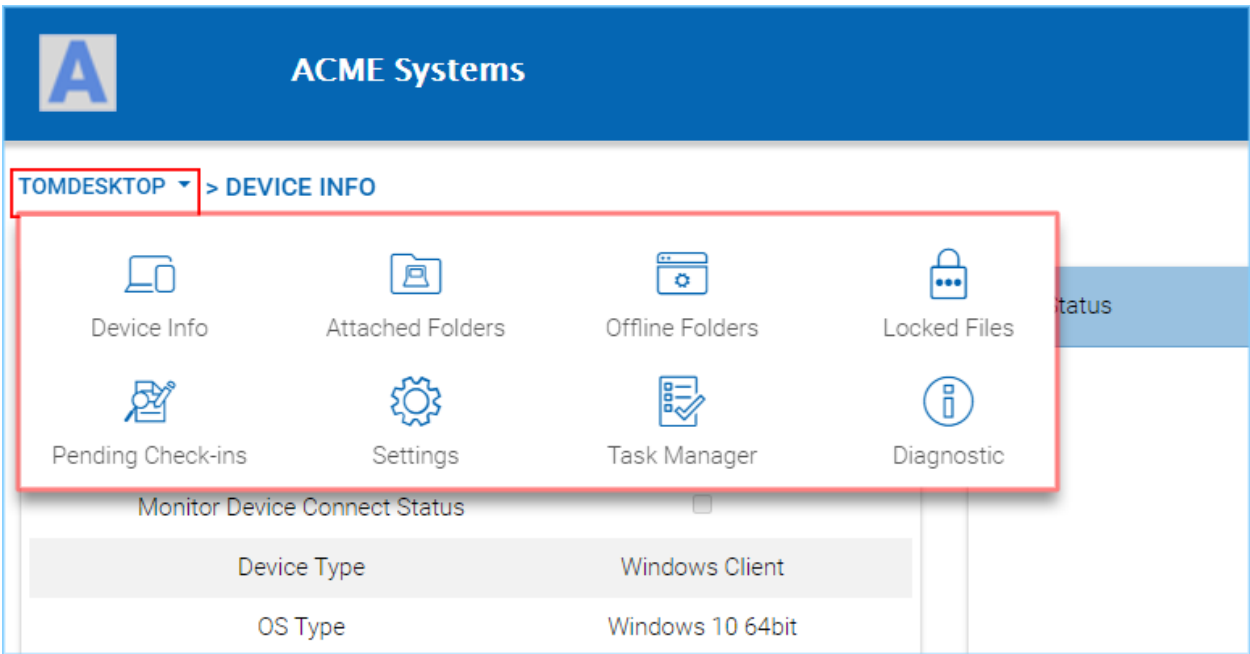 A
ACME Systems
TOMDESKTOP > DEVICE INFO
Device Info Attached Folders Offline Folders Locked Files
Status
Pending Check-ins Settings Task Manager Diagnostic
Monitor Device Connect Status
Device Type Windows Client
OS Type Windows 10 64bit